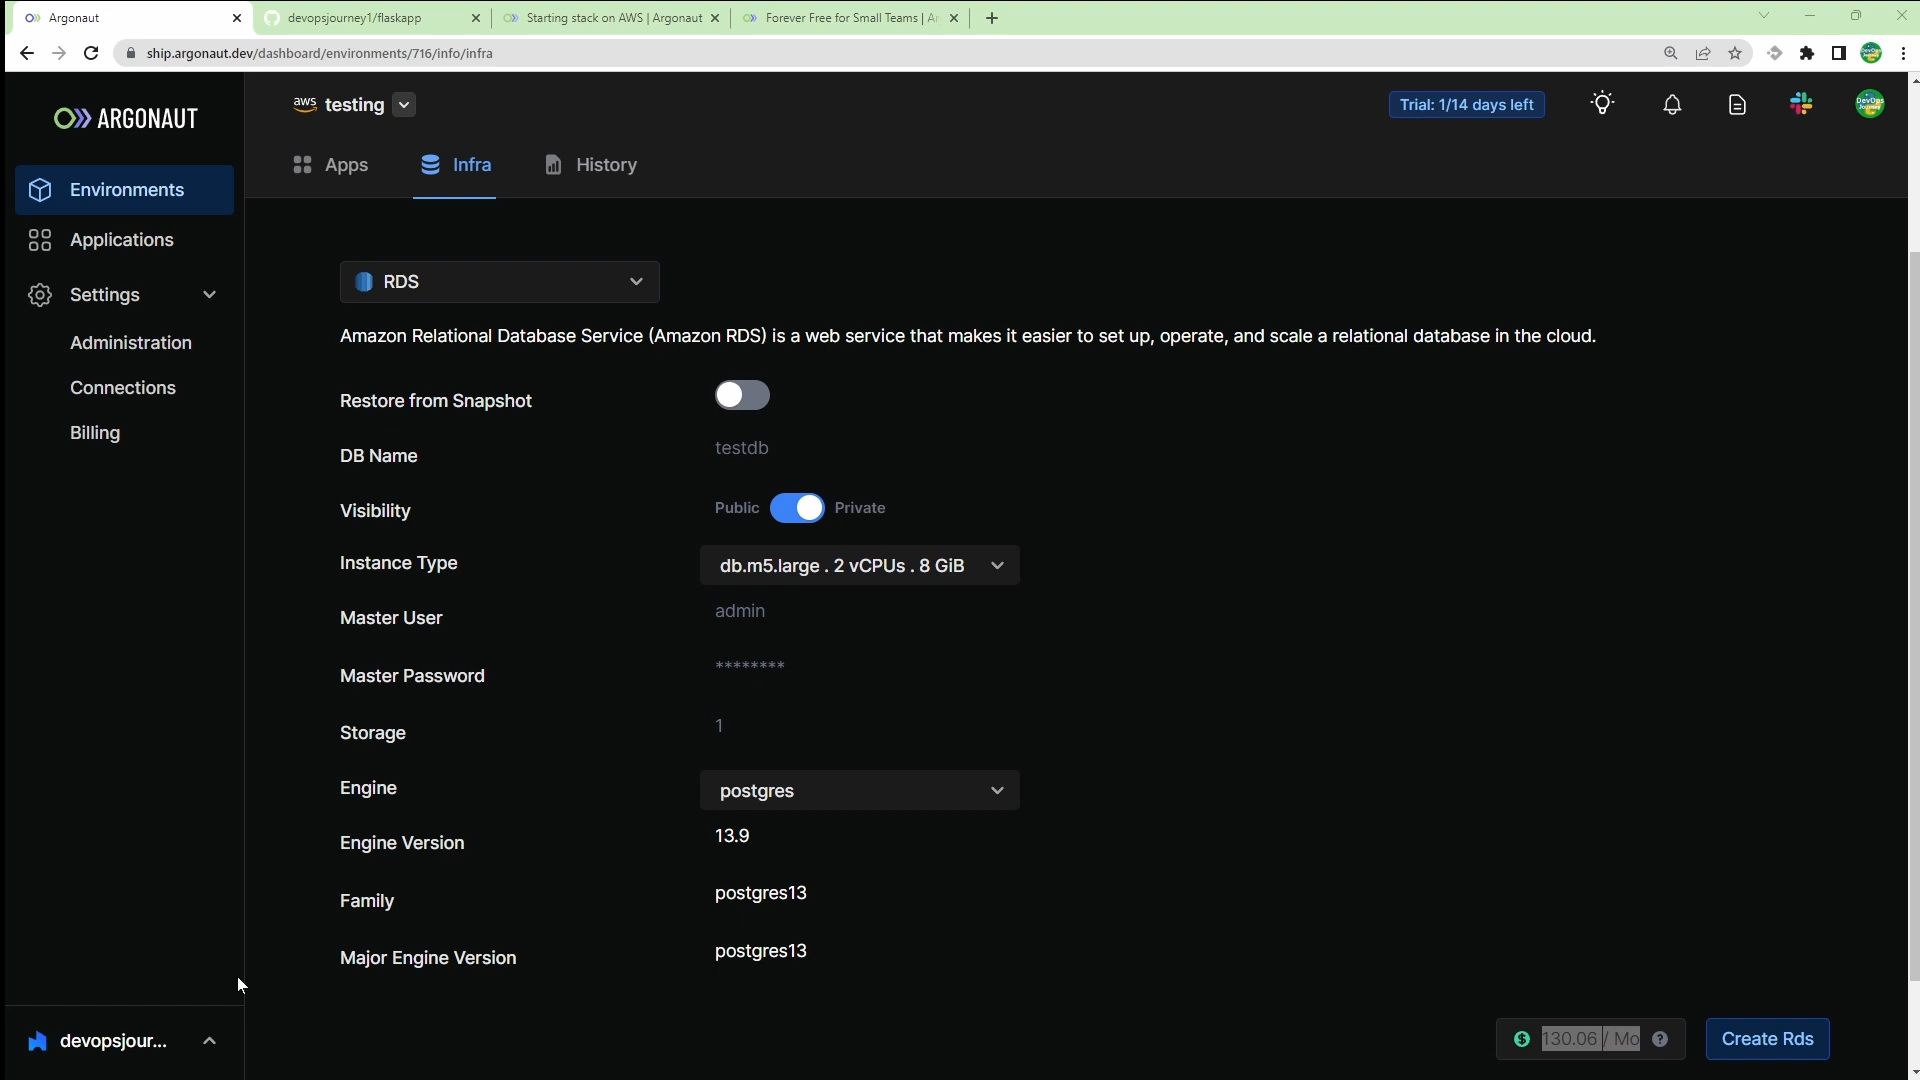 Argonaut
devopsjourney1/flaskapp
Starting stack on AWS | Argonaut
Forever Free for Small Teams | Ar
ship.argonaut.dev/dashboard/environments/716/info/infra
ARGONAUT
aws testing
Trial: 1/14 days left
DevOps Journey
Apps
Infra
History
Environments
Applications
Settings
Administration
Connections
Billing
RDS
Amazon Relational Database Service (Amazon RDS) is a web service that makes it easier to set up, operate, and scale a relational database in the cloud.
Restore from Snapshot
DB Name
testdb
Visibility
Public
Private
Instance Type
db.m5.large . 2 vCPUs . 8 GiB
Master User
admin
Master Password
********
Storage
1
Engine
postgres
Engine Version
13.9
Family
postgres13
Major Engine Version
postgres13
devopsjour...
$ 130.06 / Mo ?
Create Rds